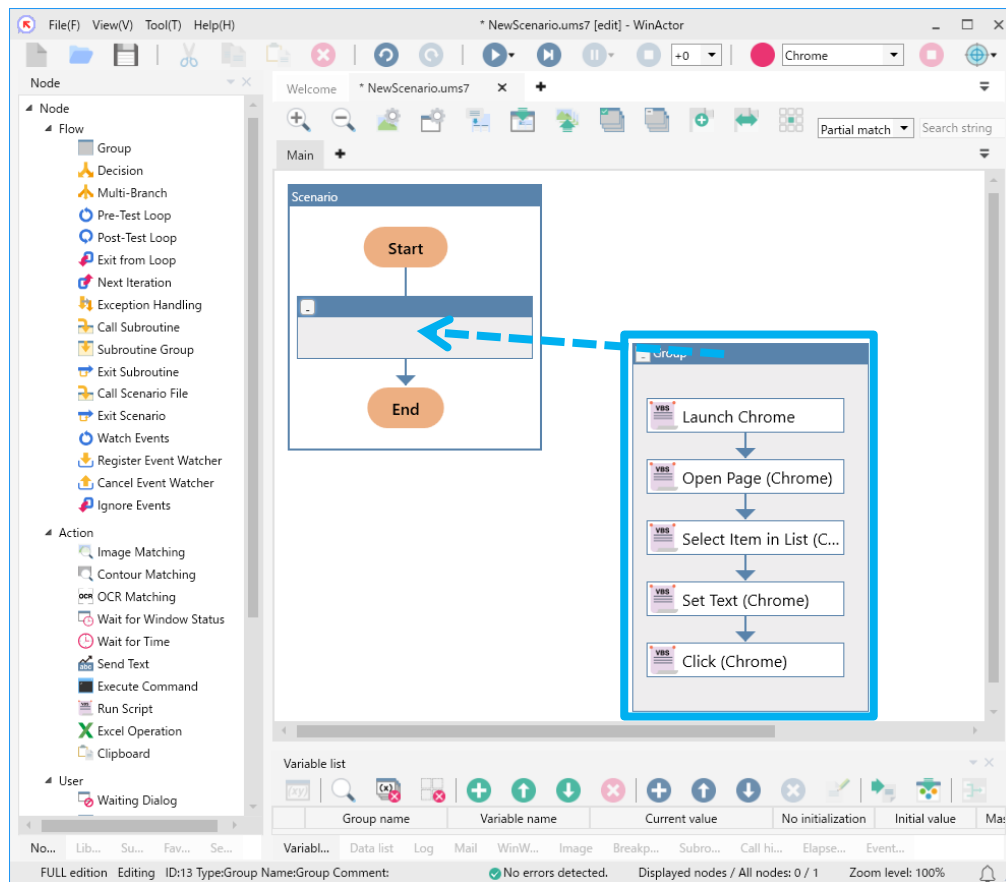 File(F) View(V) Tool(T) Help(H) * NewScenario.ums7 [edit] - WinActor
+0 Chrome
Node
Node
Flow
Group
Decision
Multi-Branch
Pre-Test Loop
Post-Test Loop
Exit from Loop
Next Iteration
Exception Handling
Call Subroutine
Subroutine Group
Exit Subroutine
Call Scenario File
Exit Scenario
Watch Events
Register Event Watcher
Cancel Event Watcher
Ignore Events
Action
Image Matching
Contour Matching
OCR Matching
Wait for Window Status
Wait for Time
Send Text
Execute Command
Run Script
Excel Operation
Clipboard
User
Waiting Dialog
No... Lib... Su... Fav... Se...
Welcome * NewScenario.ums7
Partial match Search string
Main
Scenario
Start
End
Group
VBS Launch Chrome
VBS Open Page (Chrome)
VBS Select Item in List (C...
VBS Set Text (Chrome)
VBS Click (Chrome)
Variable list
Group name Variable name Current value No initialization Initial value Mas
Variabl... Data list Log Mail WinW... Image Breakp... Subro... Call hi... Elapse... Event...
FULL edition Editing ID:13 Type:Group Name:Group Comment: No errors detected. Displayed nodes / All nodes: 0 / 1 Zoom level: 100%